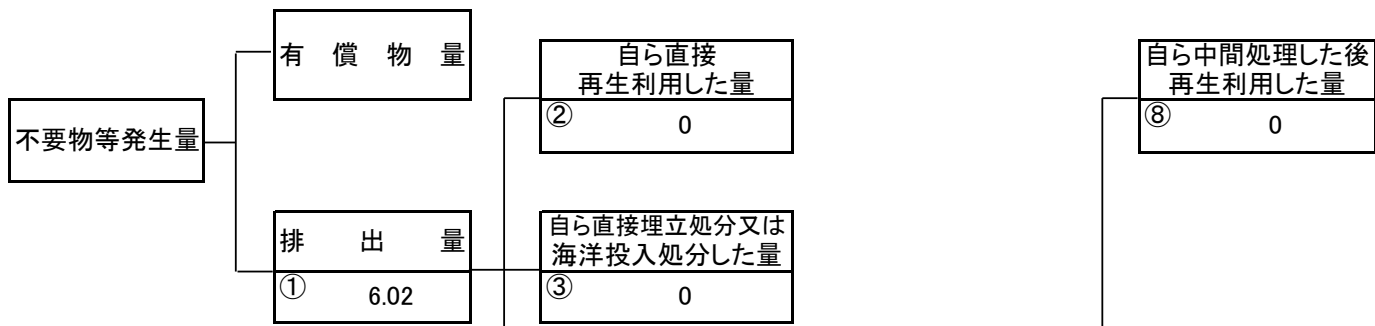 有償物量
自ら直接
再生利用した量
② 0
自ら中間処理した後
再生利用した量
⑧ 0
不要物等発生量
排出量
① 6.02
自ら直接埋立処分又は
海洋投入処分した量
③ 0